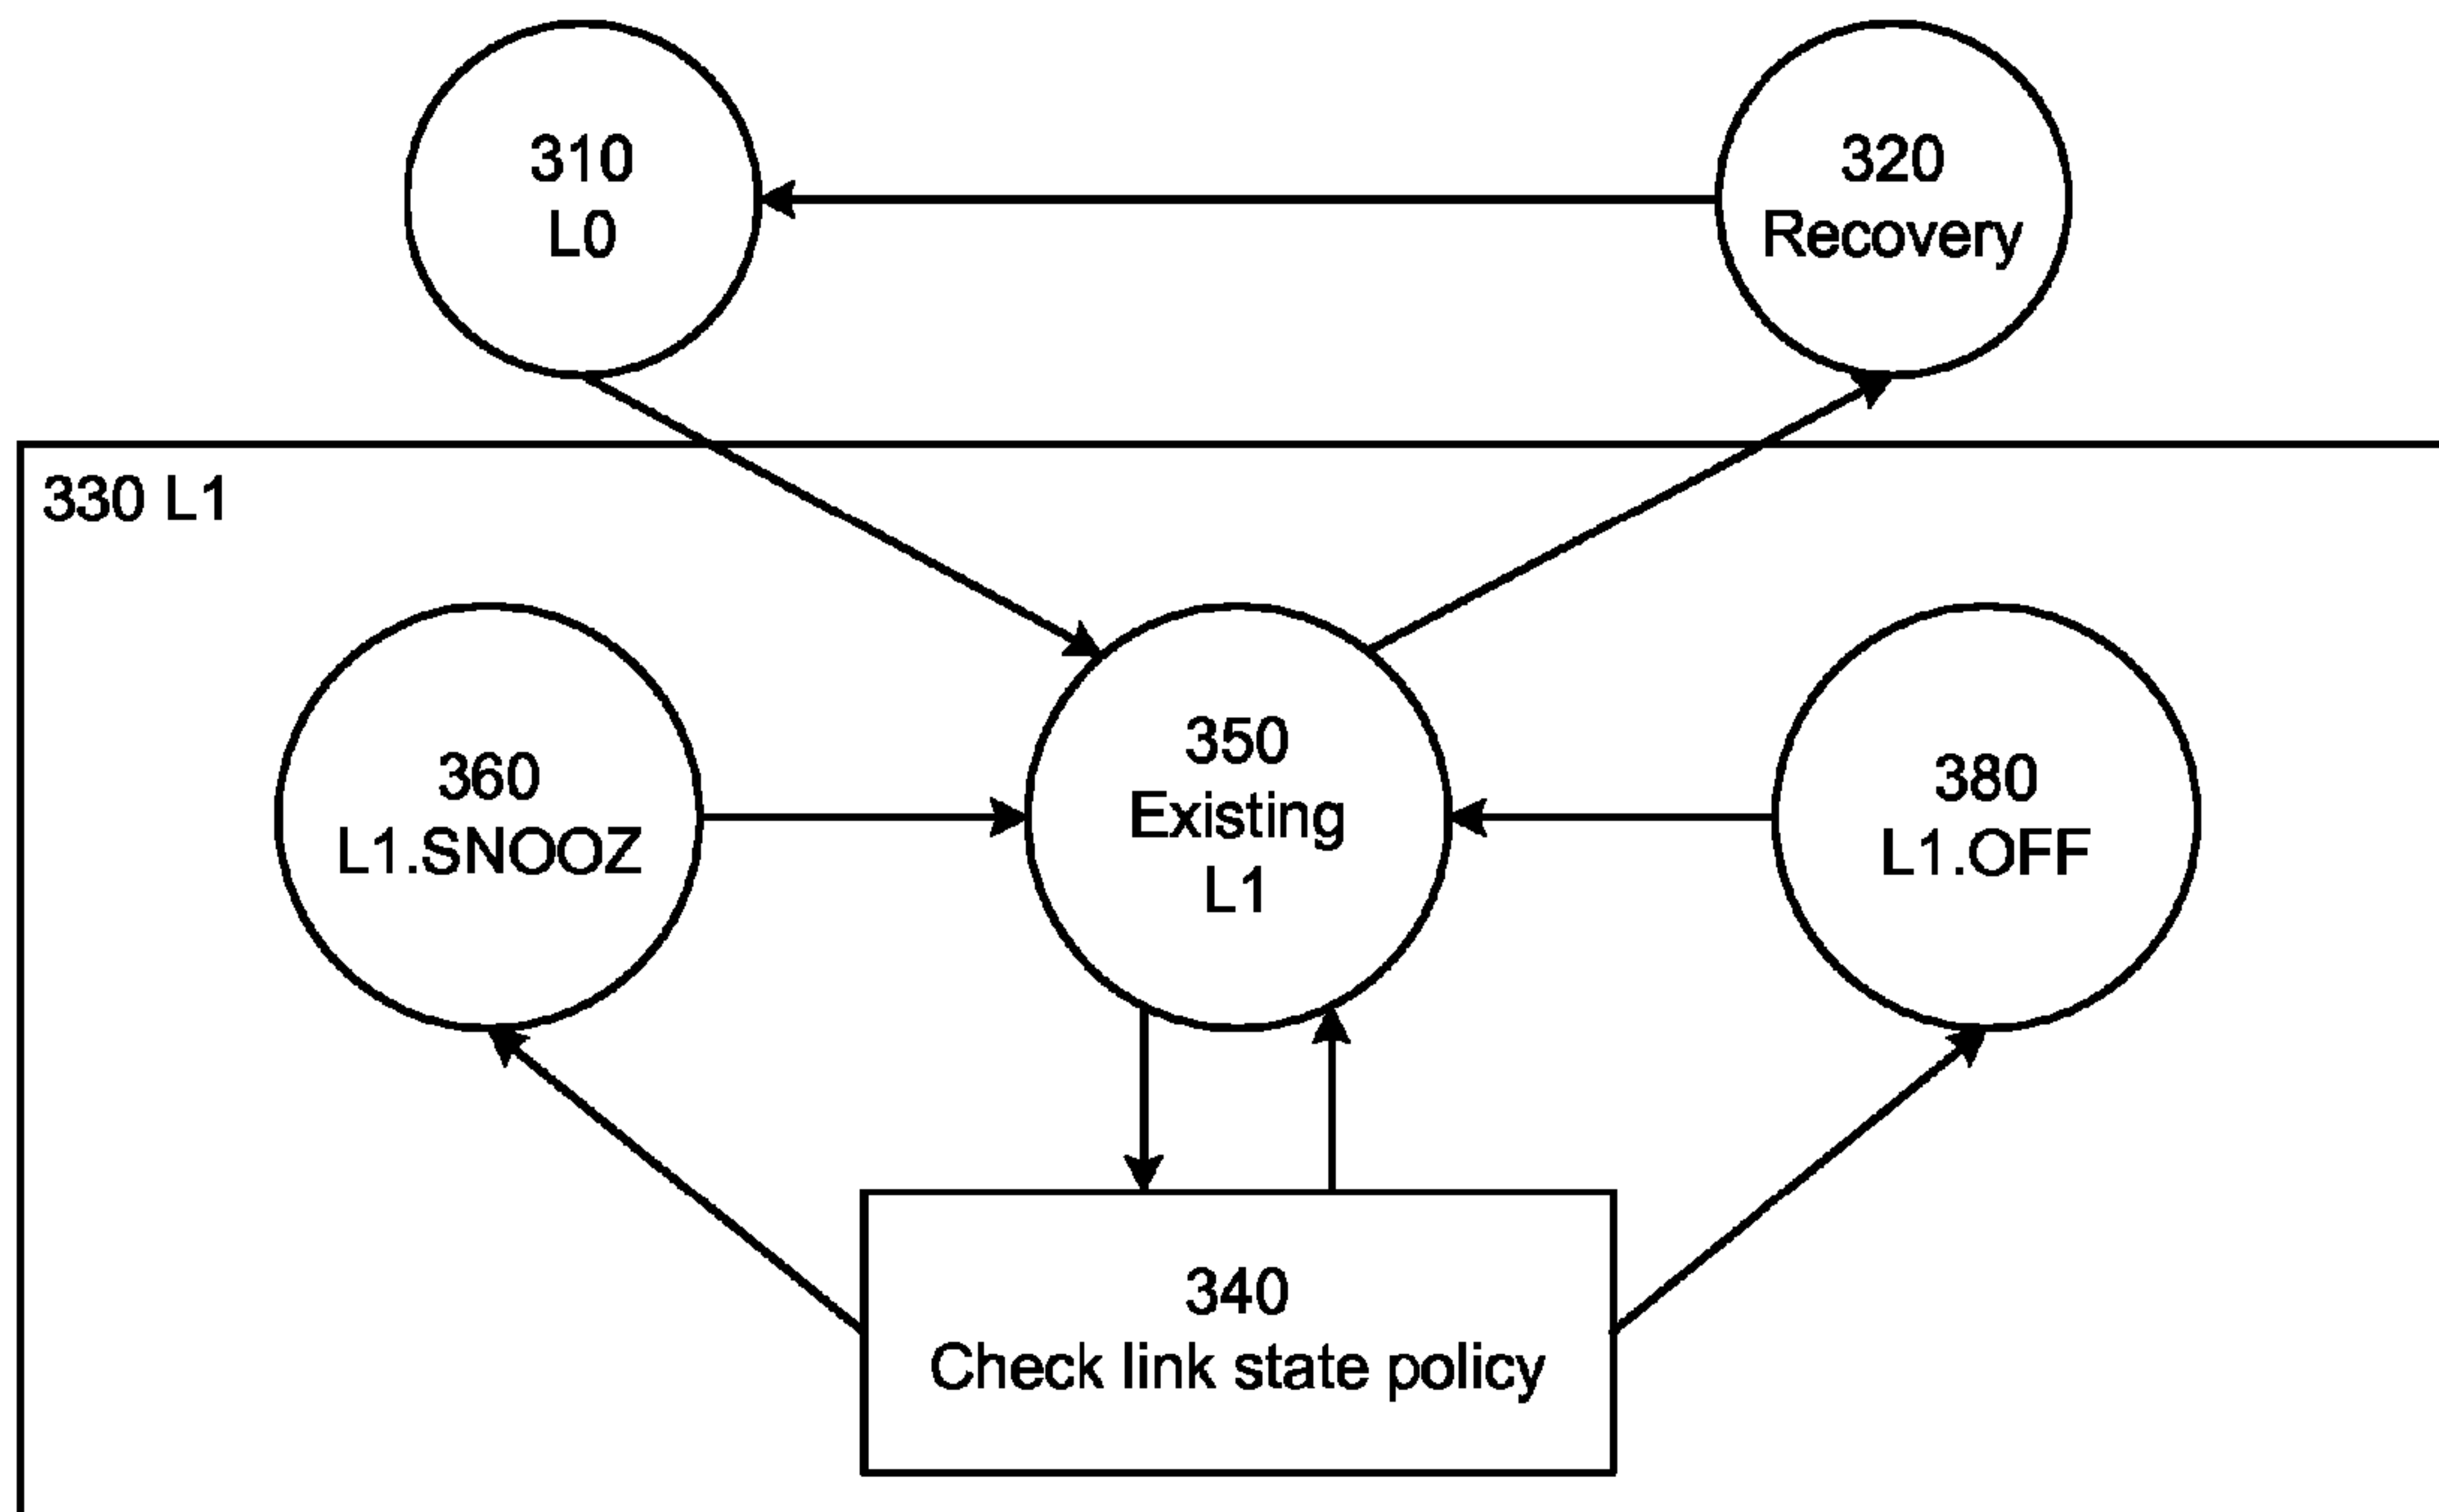 310
L0
320
Recovery
330 L1
360
L1.SNOOZ
350
Existing
L1
380
L1.OFF
340
Check link state policy